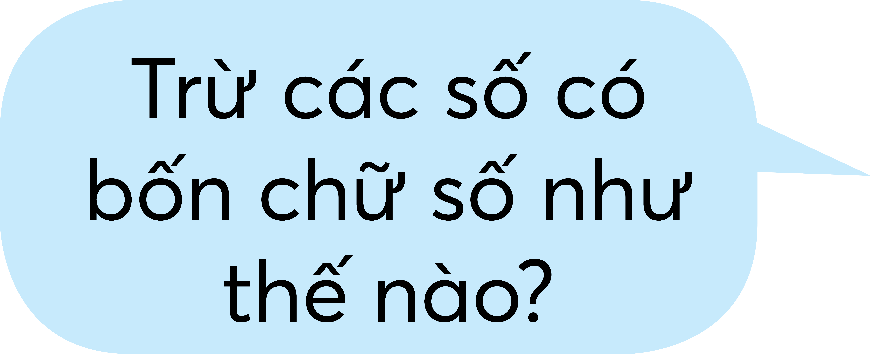 Trừ các số có
bốn chữ số như
thế nào?